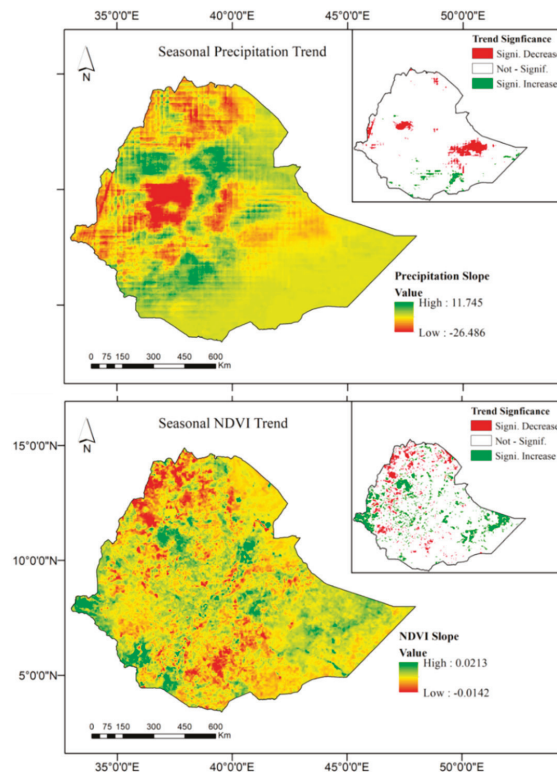 35°0'0"E 40°0'0"E 45°0'0"E 50°0'0"E
Seasonal Precipitation Trend
N
Trend Signficance
Signi. Decrease
Not - Signif.
Signi. Increase
Precipitation Slope
Value
High : 11.745
Low : -26.486
0 75 150 300 450 600
Km
Seasonal NDVI Trend
N
Trend Signficance
Signi. Decrease
Not - Signif.
Signi. Increase
15°0'0"N
10°0'0"N
5°0'0"N
NDVI Slope
Value
High : 0.0213
Low : -0.0142
0 75 150 300 450 600
Km
35°0'0"E 40°0'0"E 45°0'0"E 50°0'0"E